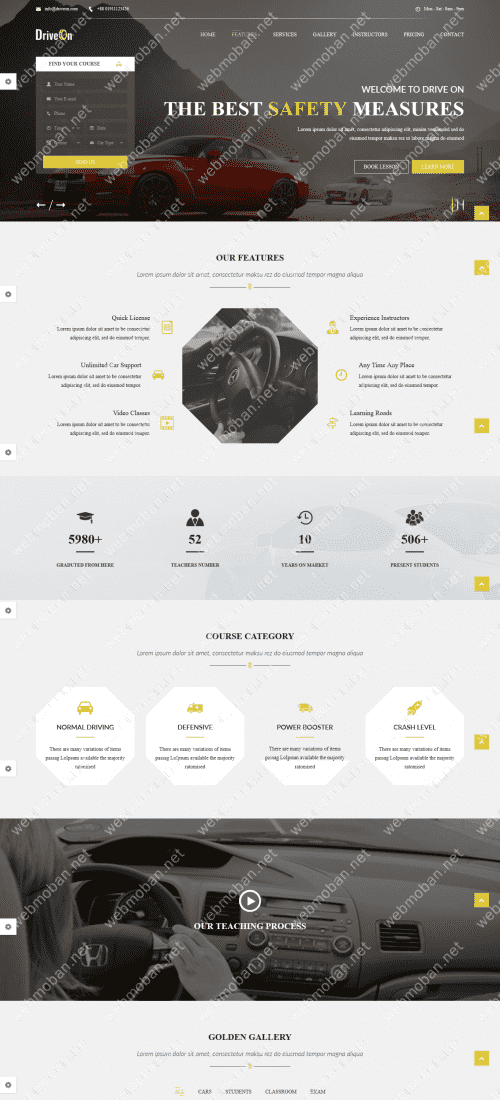 info@driveon.com +88 01911123456 Mon - Sat : 9am - 9pm
DriveOn
HOME FEATURES SERVICES GALLERY INSTRUCTORS PRICING CONTACT
FIND YOUR COURSE
Your Name
Your E-mail
Phone
Date
Car Type
SEND US
WELCOME TO DRIVE ON
THE BEST SAFETY MEASURES
Lorem ipsum dolor sit amet, consectetur adipiscing elit, minim veniamdd sed do
eiusmod tempor maksu rez to labore magna do eiusmod
BOOK LESSON LEARN MORE
OUR FEATURES
Lorem ipsum dolor sit amet, consectetur maksu rez do eiusmod tempor magna aliqua
Quick License
Lorem ipsum dolor sit amet to be consectetur
adipiscing elit, sed do eiusmod tempor.
Unlimited Car Support
Lorem ipsum dolor sit amet to be consectetur
adipiscing elit, sed do eiusmod tempor.
Video Classes
Lorem ipsum dolor sit amet to be consectetur
adipiscing elit, sed do eiusmod tempor.
Experience Instructors
Lorem ipsum dolor sit amet to be consectetur
adipiscing elit, sed do eiusmod tempor.
Any Time Any Place
Lorem ipsum dolor sit amet to be consectetur
adipiscing elit, sed do eiusmod tempor.
Learning Roads
Lorem ipsum dolor sit amet to be consectetur
adipiscing elit, sed do eiusmod tempor.
5980+ 52 10 506+
GRADUTED FROM HERE TEACHERS NUMBER YEARS ON MARKET PRESENT STUDENTS
COURSE CATEGORY
Lorem ipsum dolor sit amet, consectetur maksu rez do eiusmod tempor magna aliqua
NORMAL DRIVING
There are many variations of items
passag LoIpsum available the majority
ratomised
DEFENSIVE
There are many variations of items
passag LoIpsum available the majority
ratomised
POWER BOOSTER
There are many variations of items
passag LoIpsum available the majority
ratomised
CRASH LEVEL
There are many variations of items
passag LoIpsum available the majority
ratomised
OUR TEACHING PROCESS
GOLDEN GALLERY
Lorem ipsum dolor sit amet, consectetur maksu rez do eiusmod tempor magna aliqua
ALL CARS STUDENTS CLASSROOM EXAM
webmoban.net